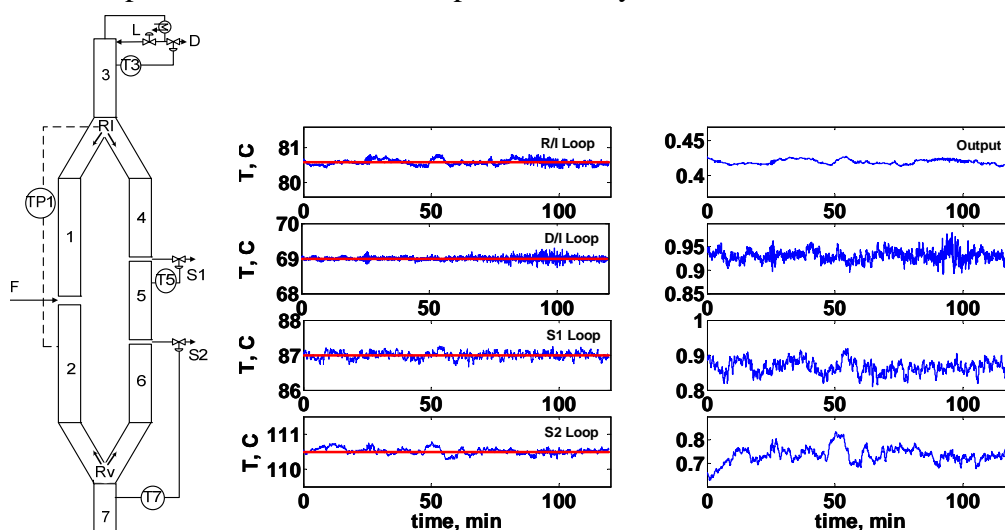 L
D
T3
3
RI
TP1
1
4
T5
S1
5
F
S2
2
6
Rv
T7
7
T, C
81
80
R/I Loop
0 50 100
T, C
70
69
68
D/I Loop
0 50 100
T, C
88
87
86
S1 Loop
0 50 100
T, C
111
110
S2 Loop
0 50 100
time, min
0.45
0.4
Output
0 50 100
0.95
0.9
0.85
0 50 100
1
0.9
0.8
0 50 100
0.8
0.7
0 50 100
time, min